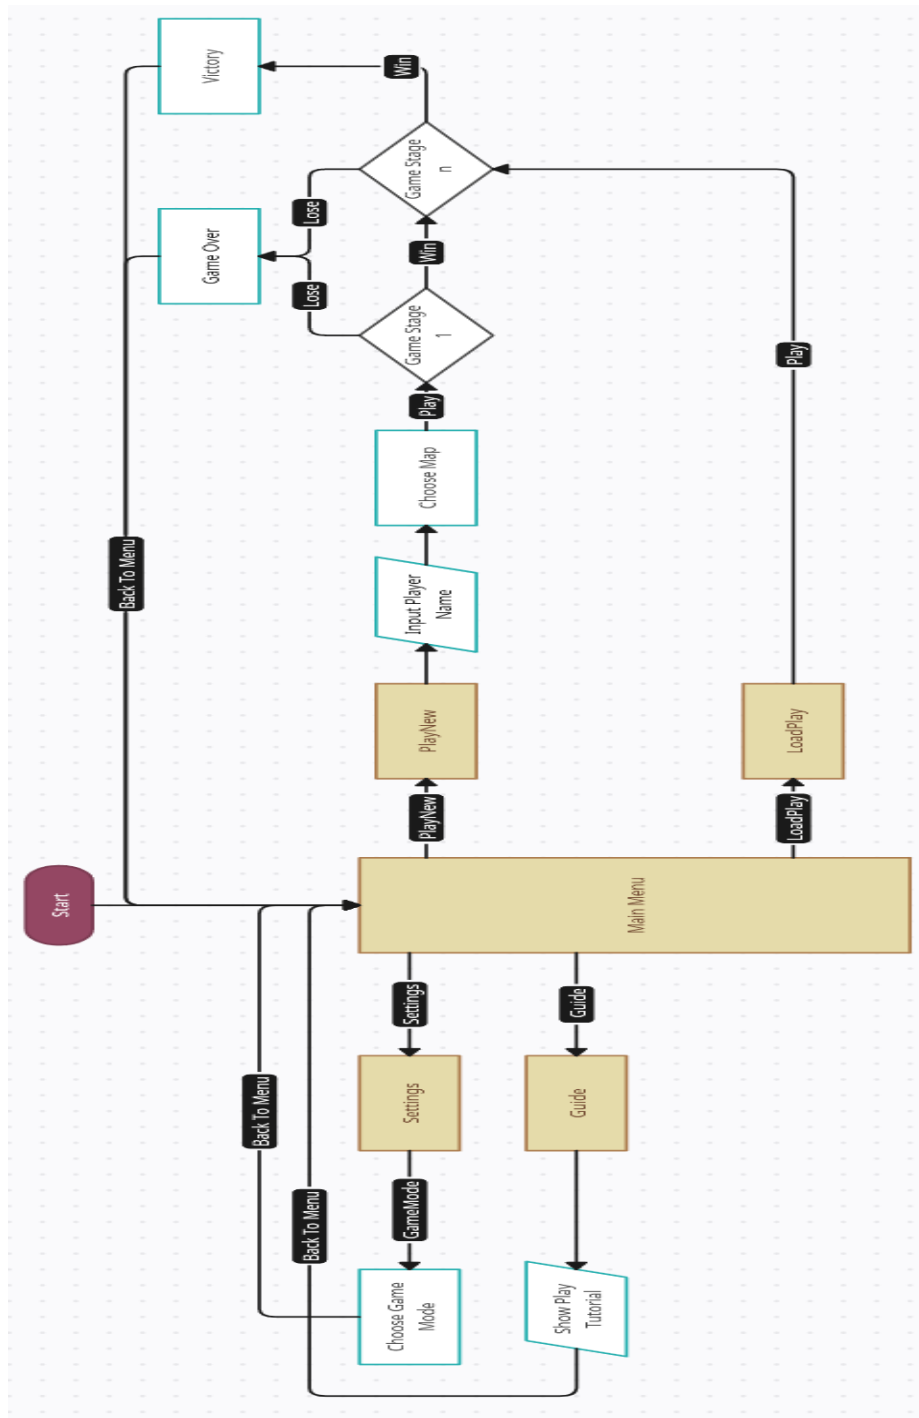 Start
Back To Menu
Game Over
Victory
Back To Menu
Back To Menu
Lose
Lose
Choose Game
Mode
GameMode
Settings
Settings
PlayNew
PlayNew
Input Player
Name
Choose Map
Play
Game Stage
1
Win
Game Stage
n
Win
Show Play
Tutorial
Guide
Guide
Main Menu
LoadPlay
LoadPlay
Play